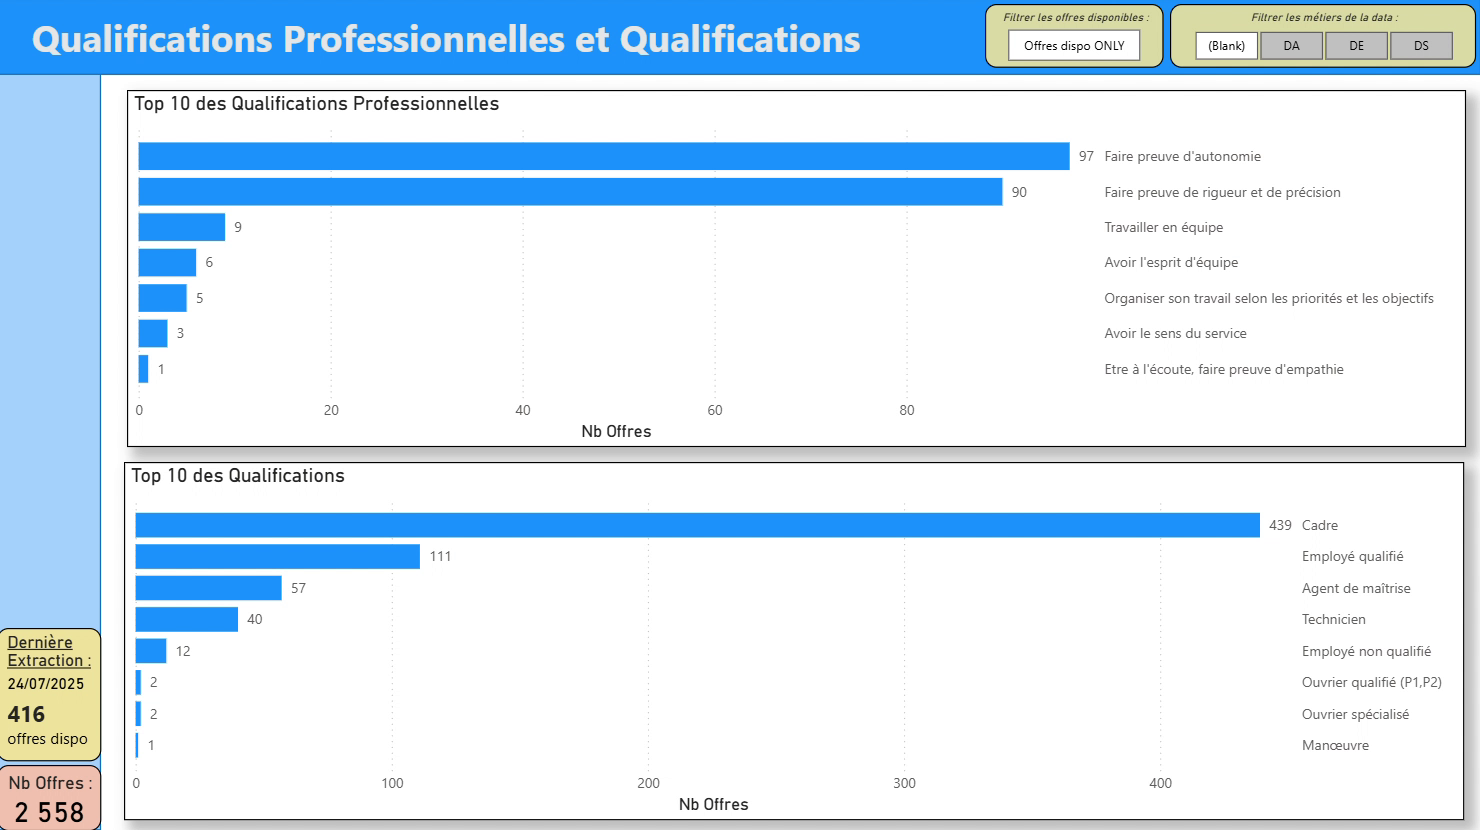 Qualifications Professionnelles et Qualifications
Filtrer les offres disponibles :
Offres dispo ONLY
Filtrer les métiers de la data :
(Blank) DA DE DS
Top 10 des Qualifications Professionnelles
97 Faire preuve d'autonomie
90 Faire preuve de rigueur et de précision
9 Travailler en équipe
6 Avoir l'esprit d'équipe
5 Organiser son travail selon les priorités et les objectifs
3 Avoir le sens du service
1 Etre à l'écoute, faire preuve d'empathie
0 20 40 60 80
Nb Offres
Top 10 des Qualifications
439 Cadre
111 Employé qualifié
57 Agent de maîtrise
40 Technicien
12 Employé non qualifié
2 Ouvrier qualifié (P1,P2)
2 Ouvrier spécialisé
1 Manœuvre
0 100 200 300 400
Nb Offres
Dernière
Extraction :
24/07/2025
416
offres dispo
Nb Offres :
2 558